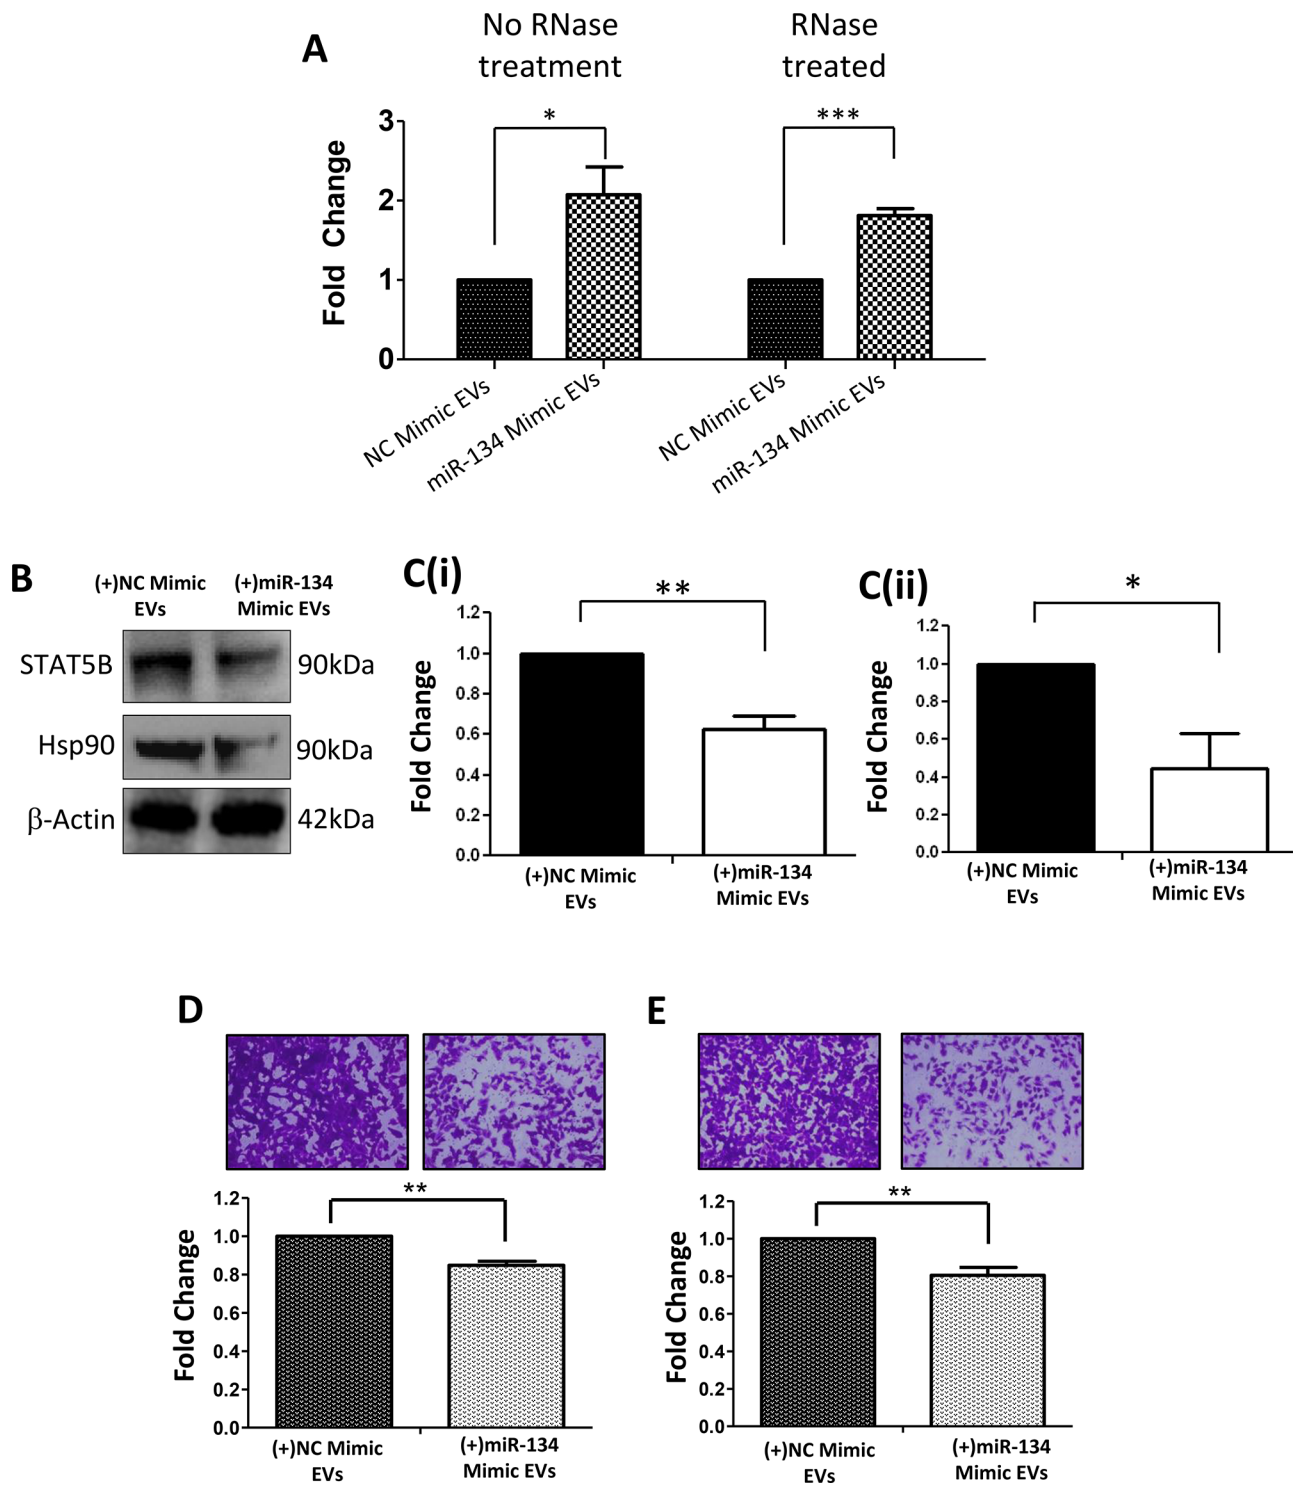 A
No RNase
treatment
RNase
treated
*
***
3
2
1
0
Fold Change
NC Mimic EVs
miR-134 Mimic EVs
NC Mimic EVs
miR-134 Mimic EVs
B
(+)NC Mimic
EVs
(+)miR-134
Mimic EVs
STAT5B
90kDa
Hsp90
90kDa
β-Actin
42kDa
C(i)
**
1.2
1.0
0.8
0.6
0.4
0.2
0.0
Fold Change
(+)NC Mimic
EVs
(+)miR-134
Mimic EVs
C(ii)
*
1.2
1.0
0.8
0.6
0.4
0.2
0.0
Fold Change
(+)NC Mimic
EVs
(+)miR-134
Mimic EVs
D
**
1.2
1.0
0.8
0.6
0.4
0.2
0.0
Fold Change
(+)NC Mimic
EVs
(+)miR-134
Mimic EVs
E
**
1.2
1.0
0.8
0.6
0.4
0.2
0.0
Fold Change
(+)NC Mimic
EVs
(+)miR-134
Mimic EVs